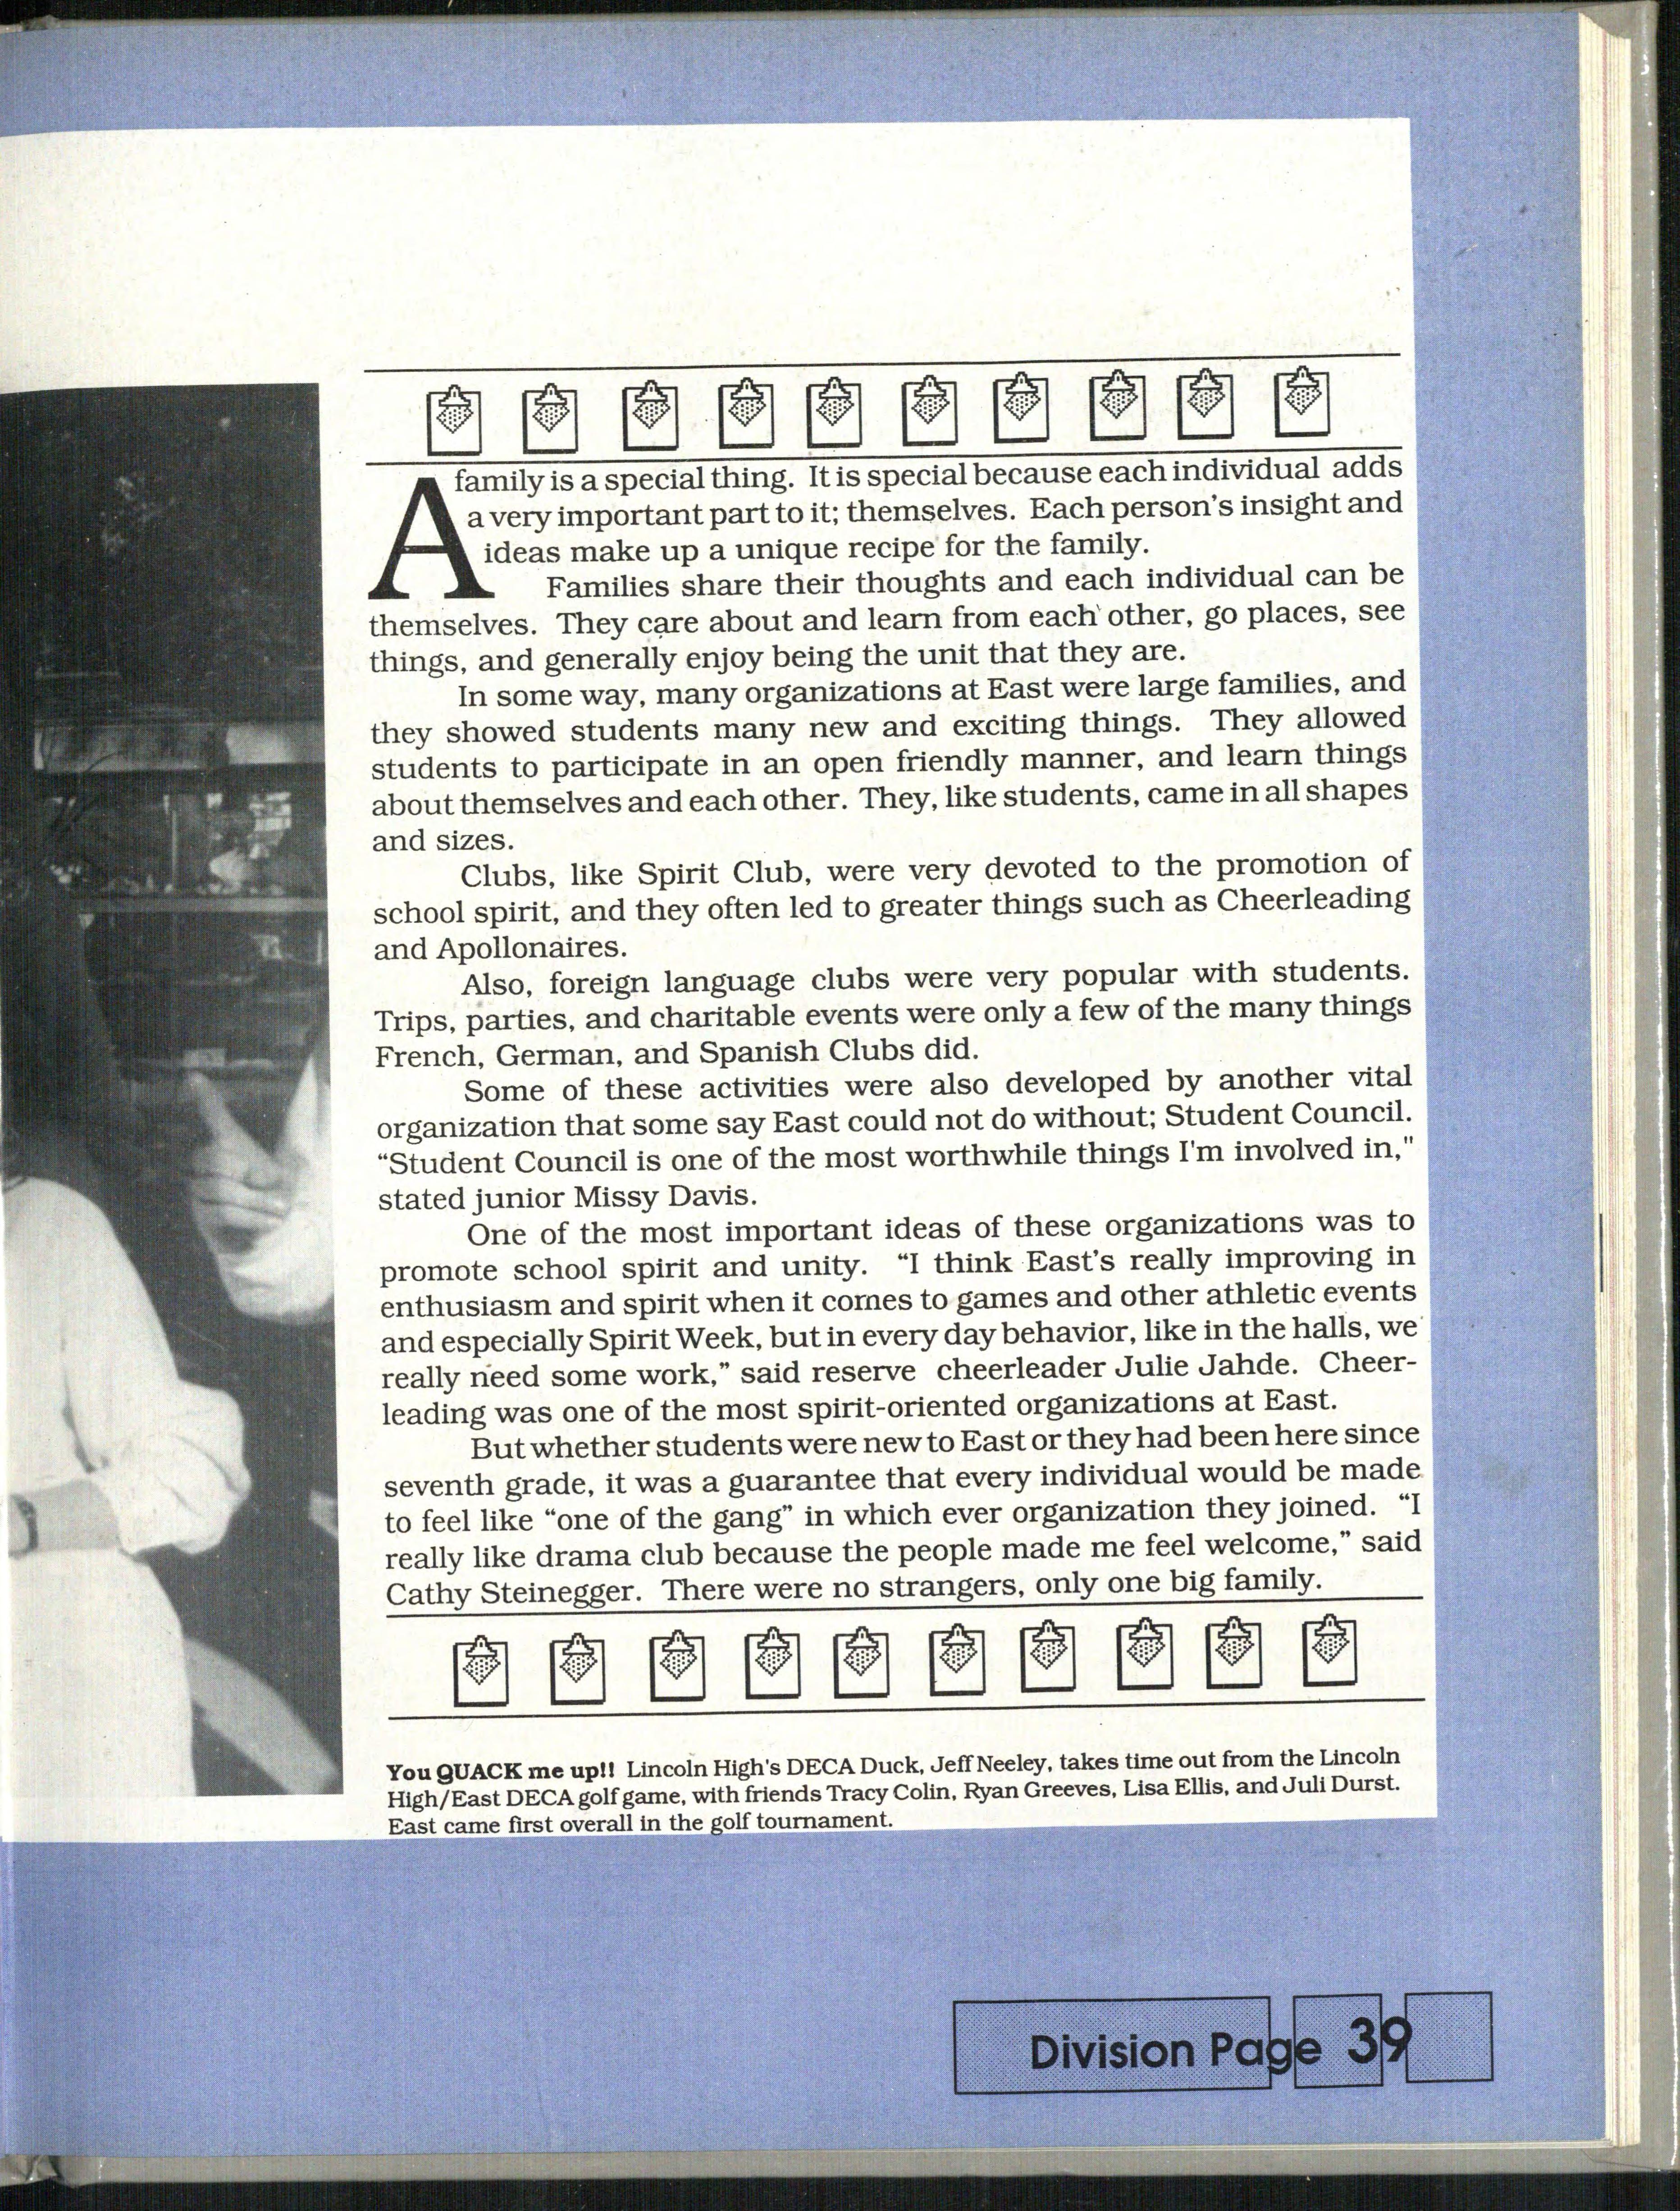 A family is a special thing. It is special because each individual adds
a very important part to it; themselves. Each person's insight and
ideas make up a unique recipe for the family.
Families share their thoughts and each individual can be
themselves. They care about and learn from each other, go places, see
things, and generally enjoy being the unit that they are.
In some way, many organizations at East were large families, and
they showed students many new and exciting things. They allowed
students to participate in an open friendly manner, and learn things
about themselves and each other. They, like students, came in all shapes
and sizes.
Clubs, like Spirit Club, were very devoted to the promotion of
school spirit, and they often led to greater things such as Cheerleading
and Apollonaires.
Also, foreign language clubs were very popular with students.
Trips, parties, and charitable events were only a few of the many things
French, German, and Spanish Clubs did.
Some of these activities were also developed by another vital
organization that some say East could not do without; Student Council.
“Student Council is one of the most worthwhile things I'm involved in,"
stated junior Missy Davis.
One of the most important ideas of these organizations was to
promote school spirit and unity. “I think East’s really improving in
enthusiasm and spirit when it comes to games and other athletic events
and especially Spirit Week, but in every day behavior, like in the halls, we
really need some work,” said reserve cheerleader Julie Jahde. Cheer-
leading was one of the most spirit-oriented organizations at East.
But whether students were new to East or they had been here since
seventh grade, it was a guarantee that every individual would be made
to feel like “one of the gang” in which ever organization they joined. “I
really like drama club because the people made me feel welcome,” said
Cathy Steinegger. There were no strangers, only one big family.
You QUACK me up!! Lincoln High's DECA Duck, Jeff Neeley, takes time out from the Lincoln
High/East DECA golf game, with friends Tracy Colin, Ryan Greeves, Lisa Ellis, and Juli Durst.
East came first overall in the golf tournament.
Division Page 39